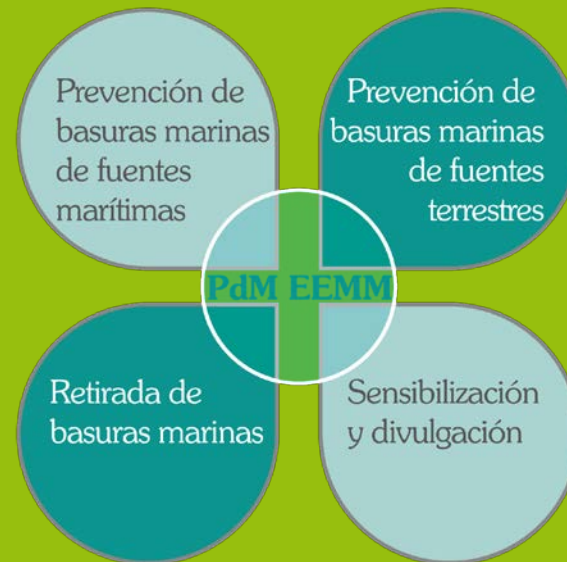 Prevención de
basuras marinas
de fuentes
marítimas
Prevención de
basuras marinas
de fuentes
terrestres
PdM EEMM
Retirada de
basuras marinas
Sensibilización
y divulgación